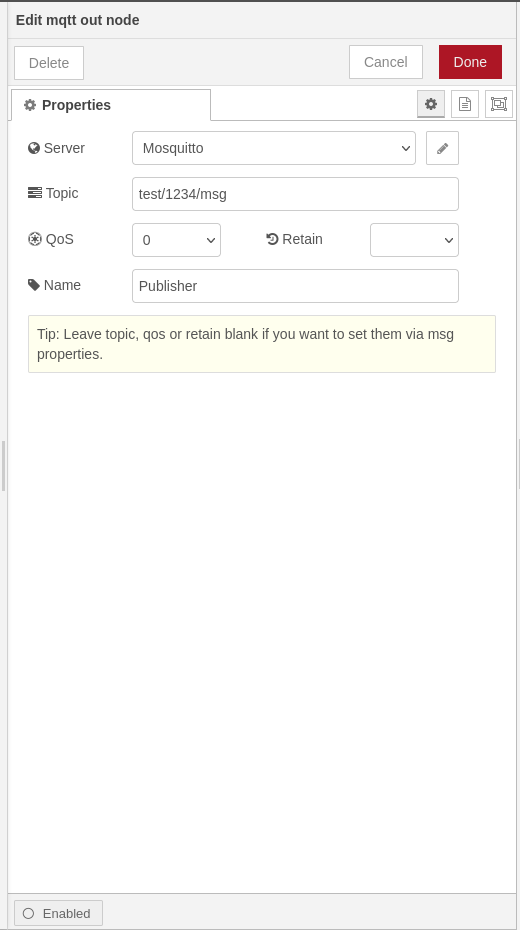 Edit mqtt out node
Delete
Cancel
Done
Properties
Server
Mosquitto
Topic
test/1234/msg
QoS
0
Retain
Name
Publisher
Tip: Leave topic, qos or retain blank if you want to set them via msg
properties.
Enabled